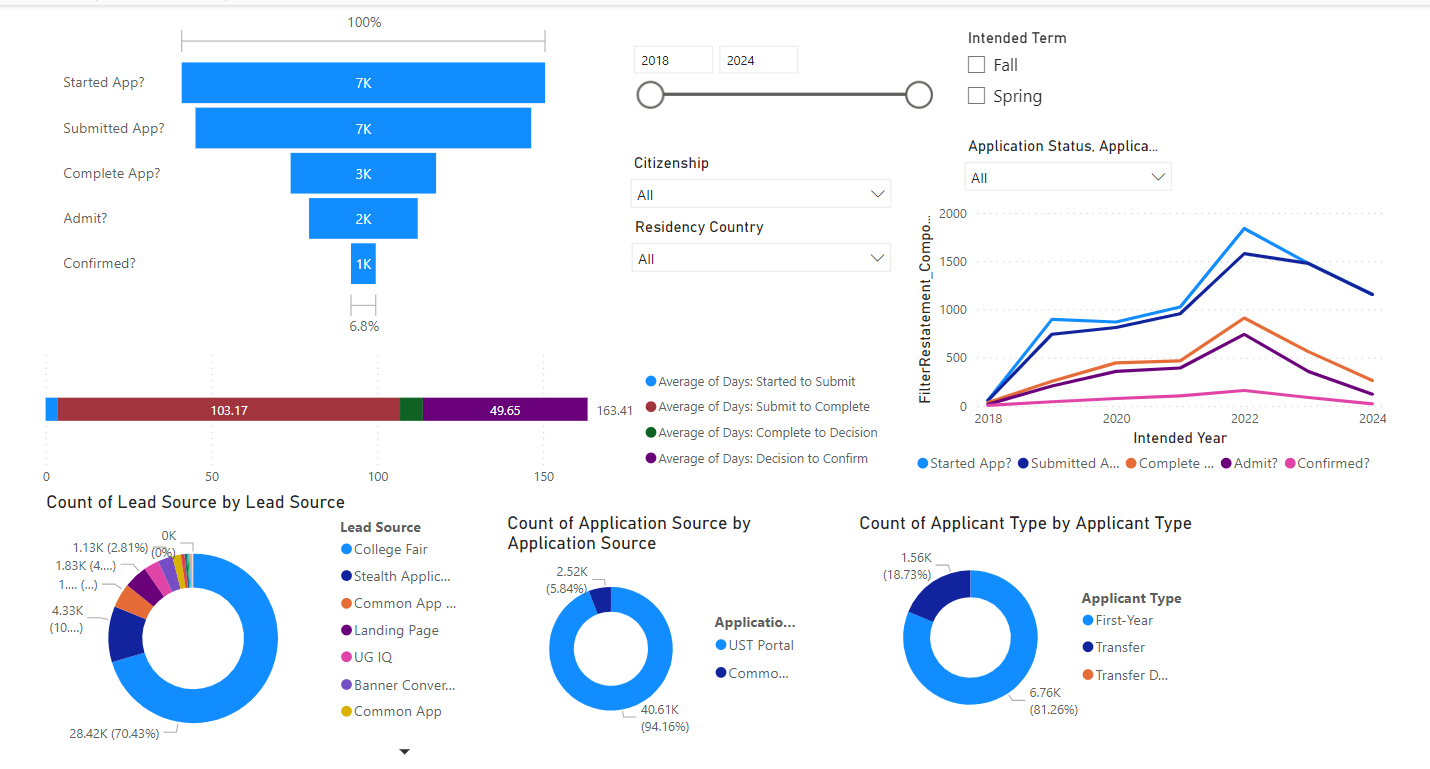 100%
Started App?
7K
Submitted App?
7K
Complete App?
3K
Admit?
2K
Confirmed?
1K
6.8%
2018
2024
Intended Term
Fall
Spring
Citizenship
All
Residency Country
All
Application Status, Applica...
All
FilterRestatement_Compo...
2000
1500
1000
500
0
2018
2020
2022
2024
Intended Year
Started App?
Submitted A...
Complete ...
Admit?
Confirmed?
103.17
49.65
163.41
0
50
100
150
Average of Days: Started to Submit
Average of Days: Submit to Complete
Average of Days: Complete to Decision
Average of Days: Decision to Confirm
Count of Lead Source by Lead Source
0K
(0%)
1.13K (2.81%)
1.83K (4....)
1.... (...)
4.33K
(10....)
28.42K (70.43%)
Lead Source
College Fair
Stealth Applic...
Common App ...
Landing Page
UG IQ
Banner Conver...
Common App
Count of Application Source by
Application Source
2.52K
(5.84%)
40.61K
(94.16%)
Applicatio...
UST Portal
Commo...
Count of Applicant Type by Applicant Type
1.56K
(18.73%)
6.76K
(81.26%)
Applicant Type
First-Year
Transfer
Transfer D...